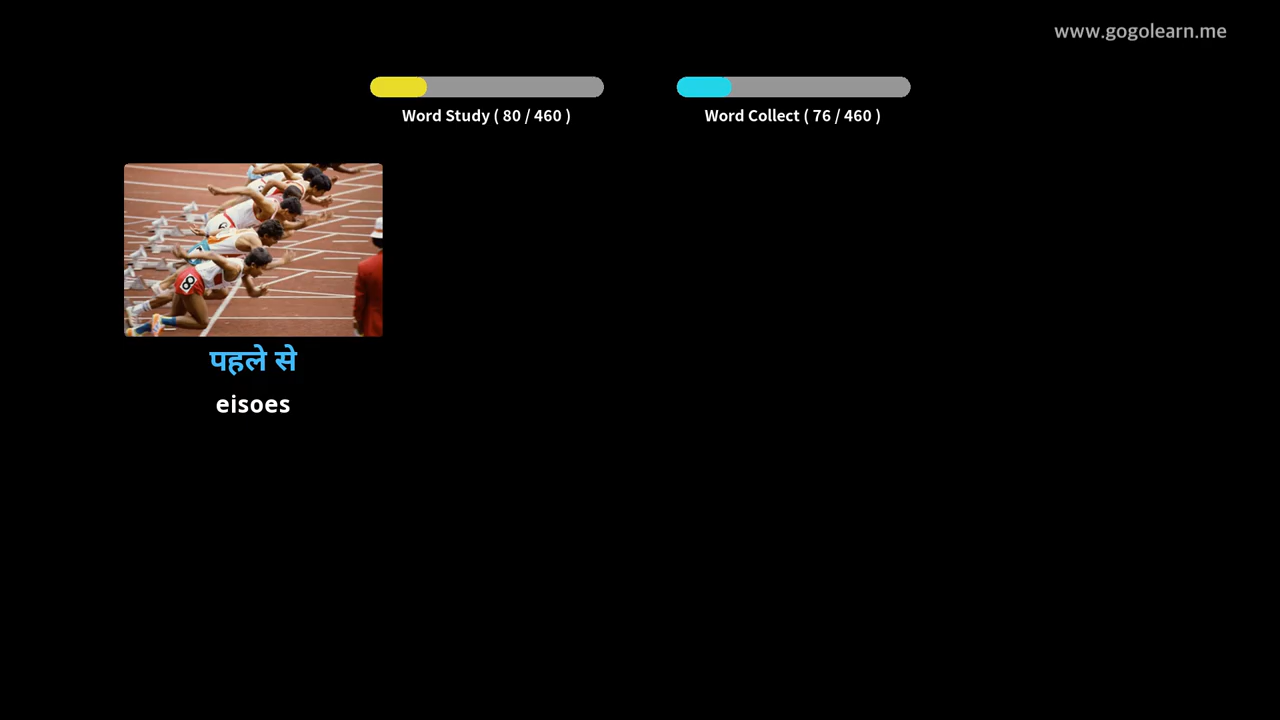 www.gogolearn.me
Word Study ( 80 / 460 )
Word Collect ( 76 / 460 )
8
पहले से
eisoes